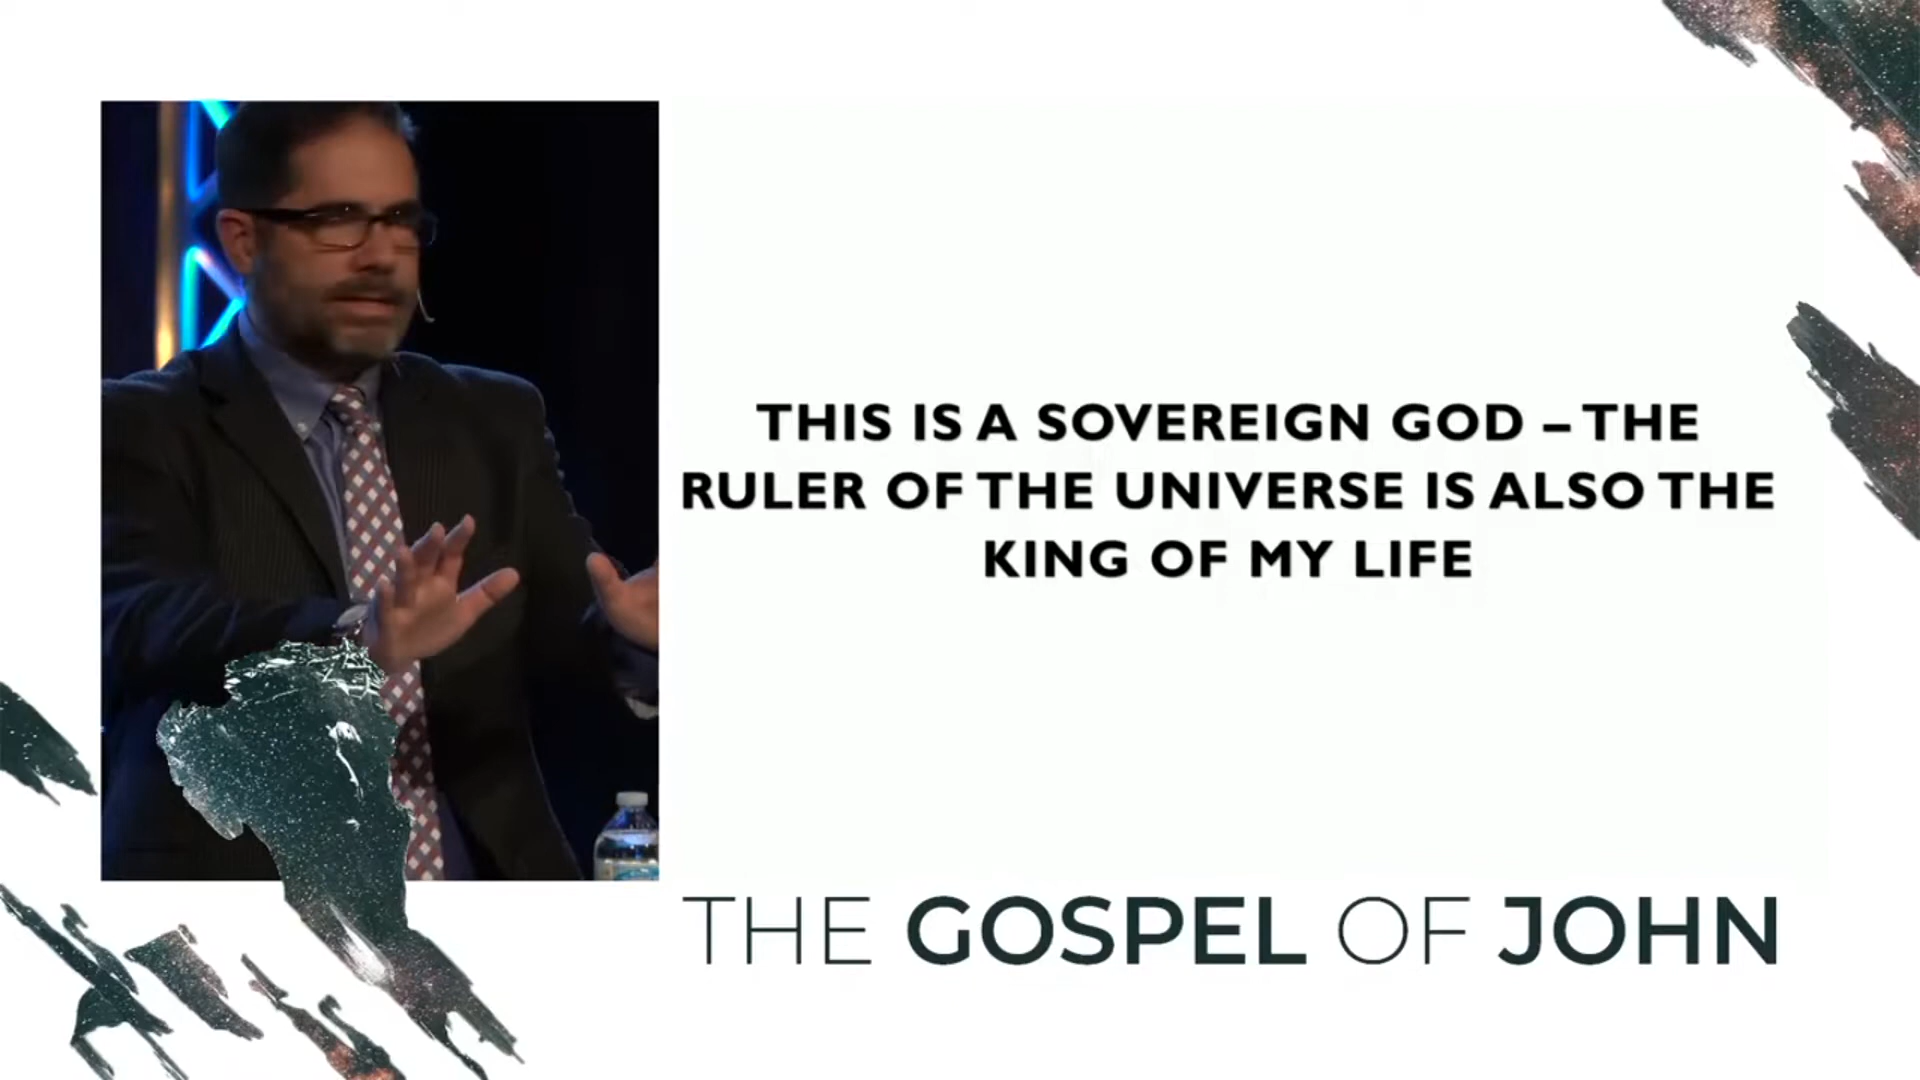 THIS IS A SOVEREIGN GOD – THE
RULER OF THE UNIVERSE IS ALSO THE
KING OF MY LIFE
THE GOSPEL OF JOHN